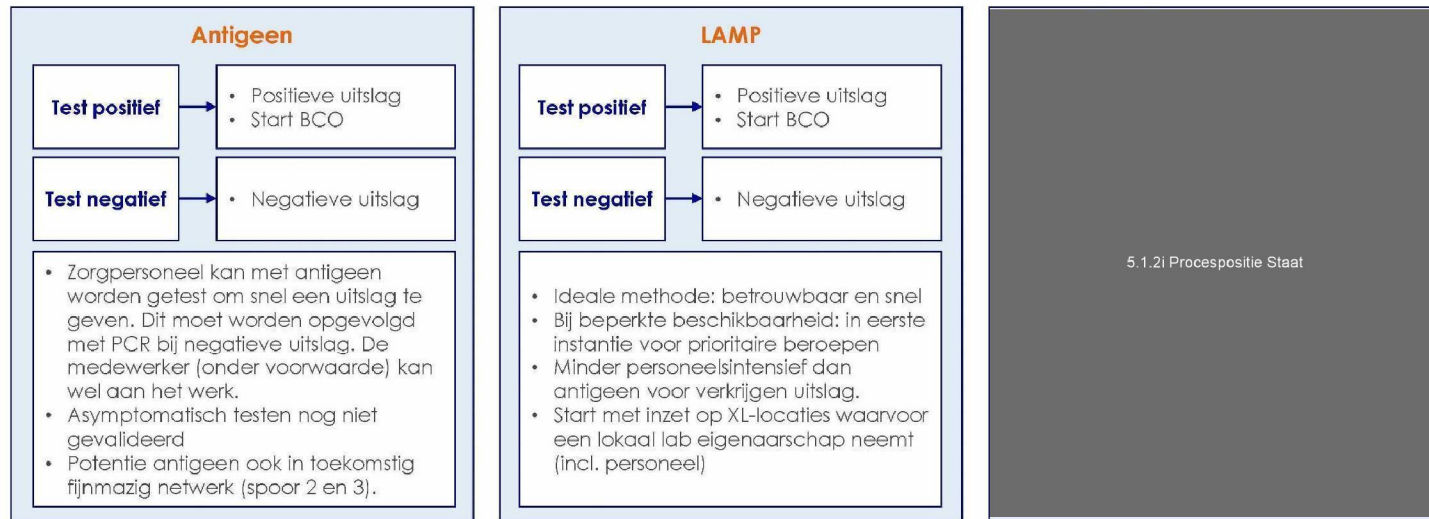 Antigeen
Test positief
• Positieve uitslag
• Start BCO
Test negatief
• Negatieve uitslag
• Zorgpersoneel kan met antigeen
worden getest om snel een uitslag te
geven. Dit moet worden opgevolgd
met PCR bij negatieve uitslag. De
medewerker (onder voorwaarde) kan
wel aan het werk.
• Asymptomatisch testen nog niet
gevalideerd
• Potentie antigeen ook in toekomstig
fijnmazig netwerk (spoor 2 en 3).
LAMP
Test positief
• Positieve uitslag
• Start BCO
Test negatief
• Negatieve uitslag
• Ideale methode: betrouwbaar en snel
• Bij beperkte beschikbaarheid: in eerste
instantie voor prioritaire beroepen
• Minder personeelsintensief dan
antigeen voor verkrijgen uitslag.
• Start met inzet op XL-locaties waarvoor
een lokaal lab eigenaarschap neemt
(incl. personeel)
5.1.2i Procespositie Staat